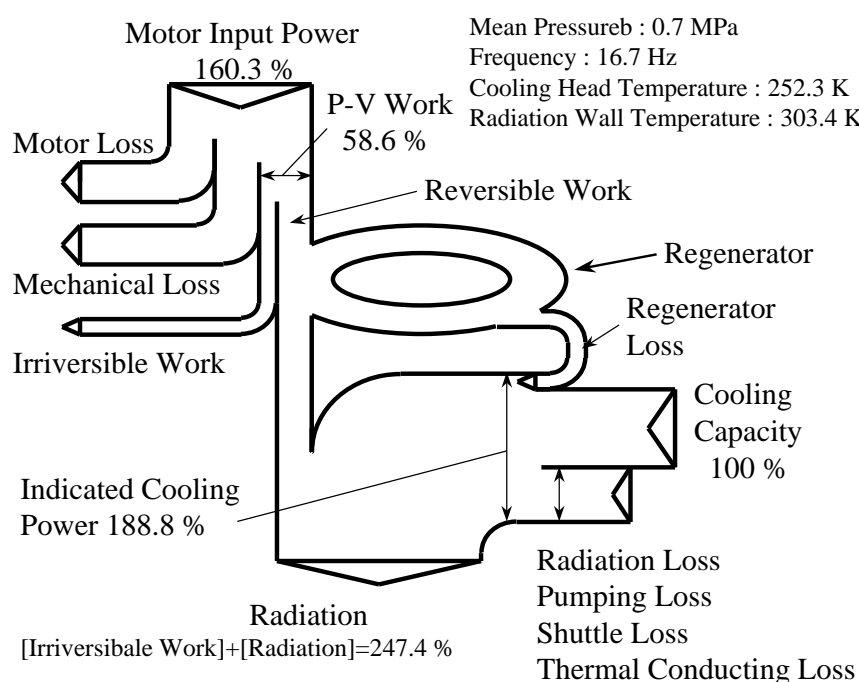 Motor Input Power
160.3 %
Mean Pressureb : 0.7 MPa
Frequency : 16.7 Hz
Cooling Head Temperature : 252.3 K
Radiation Wall Temperature : 303.4 K
P-V Work
58.6 %
Motor Loss
Reversible Work
Regenerator
Mechanical Loss
Regenerator
Loss
Irriversible Work
Cooling
Capacity
100 %
Indicated Cooling
Power 188.8 %
Radiation Loss
Pumping Loss
Shuttle Loss
Thermal Conducting Loss
Radiation
[Irriversibale Work]+[Radiation]=247.4 %